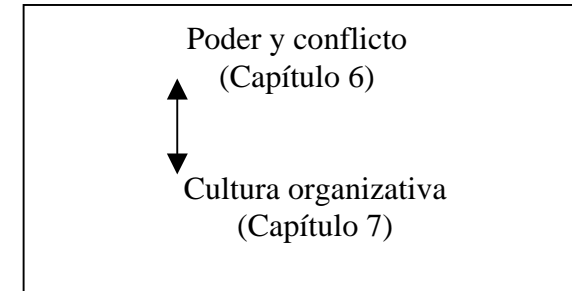 Poder y conflicto
(Capítulo 6)
Cultura organizativa
(Capítulo 7)